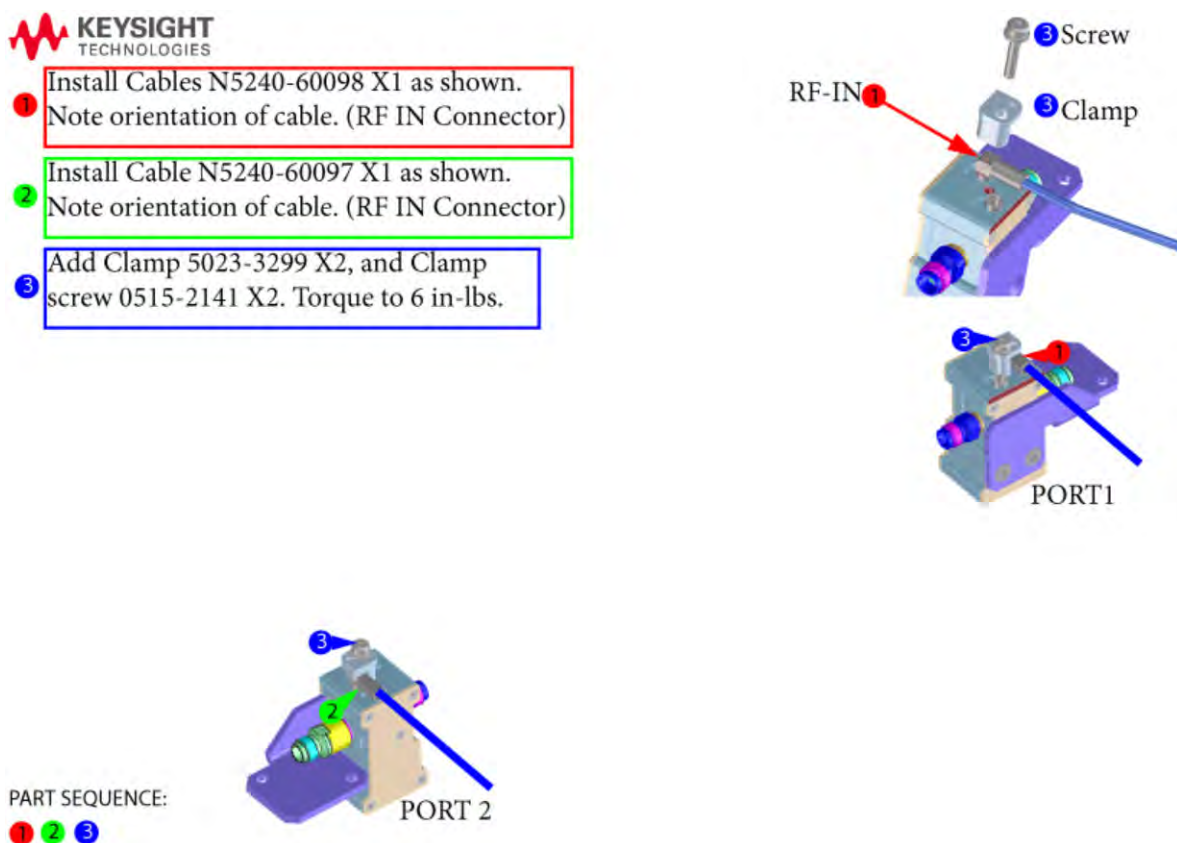 KEYSIGHT
TECHNOLOGIES
1 Install Cables N5240-60098 X1 as shown.
Note orientation of cable. (RF IN Connector)
2 Install Cable N5240-60097 X1 as shown.
Note orientation of cable. (RF IN Connector)
3 Add Clamp 5023-3299 X2, and Clamp
screw 0515-2141 X2. Torque to 6 in-lbs.
3 Screw
RF-IN 1
3 Clamp
3
1
PORT1
3
2
PORT 2
PART SEQUENCE:
1 2 3